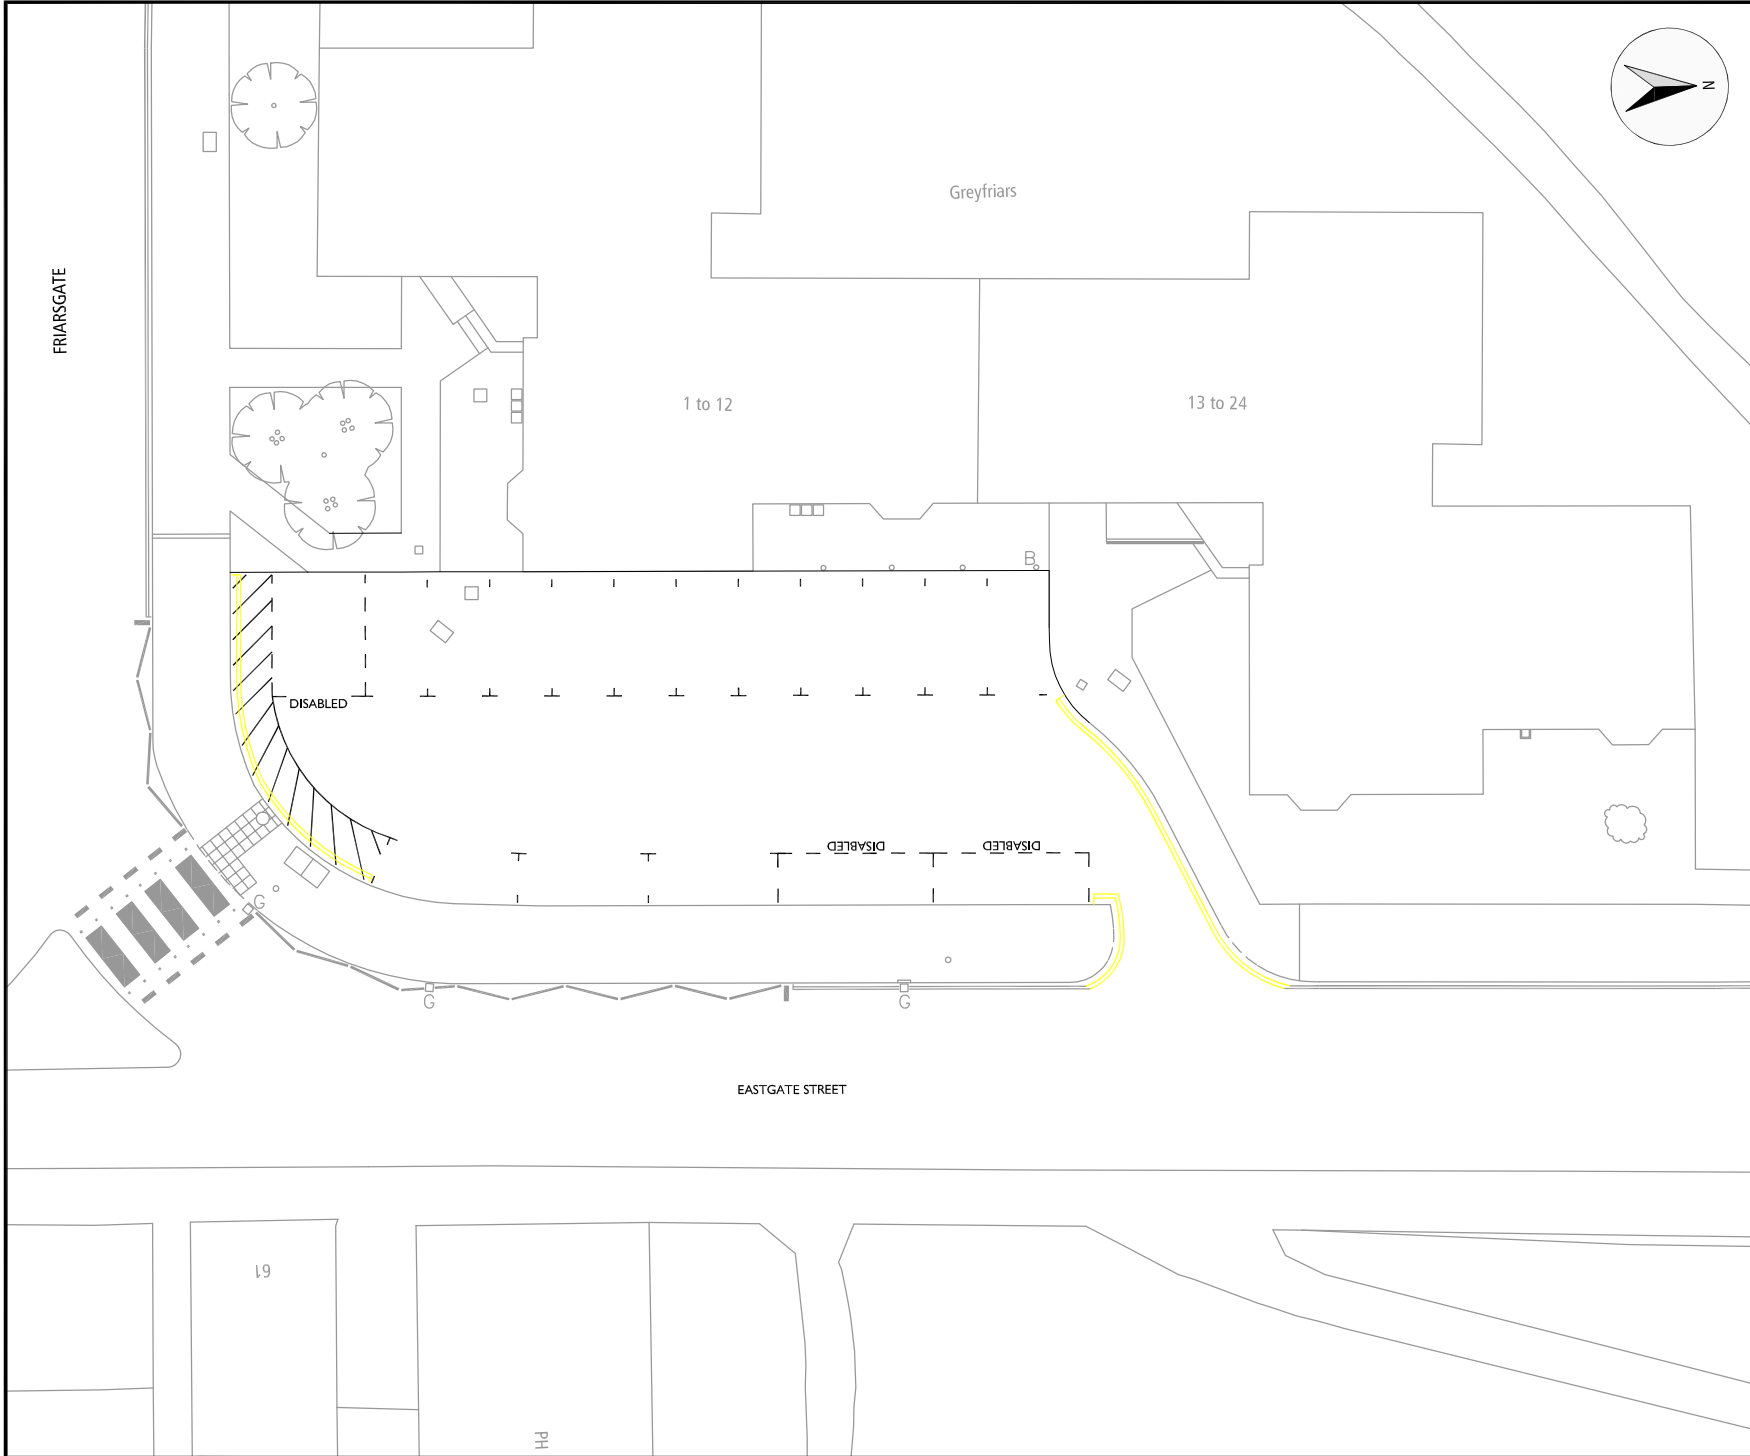 N
Greyfriars
FRIARSGATE
1 to 12
13 to 24
B
DISABLED
DISABLED
DISABLED
G
G
G
EASTGATE STREET
61
PH